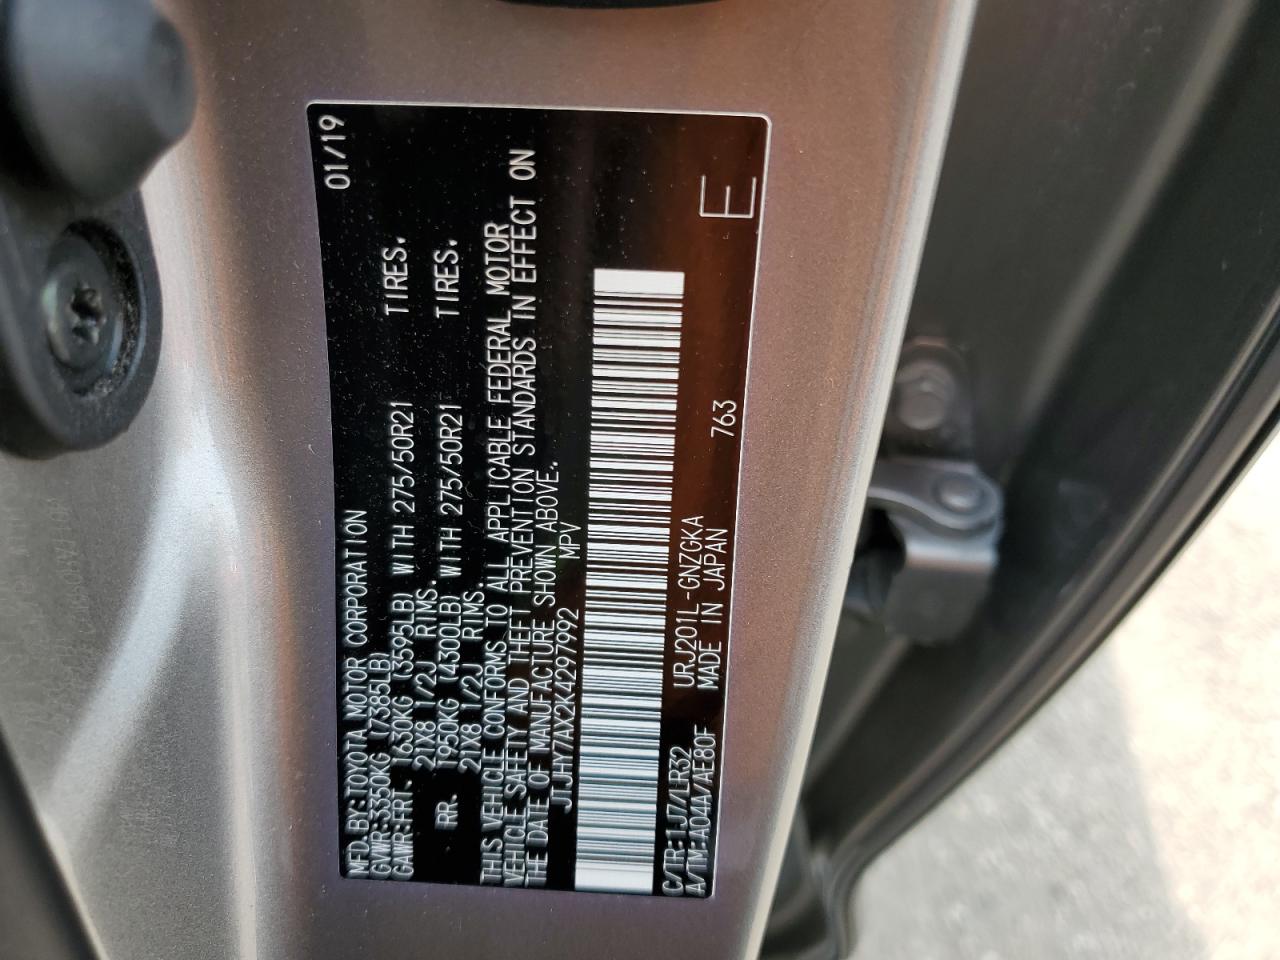 MFD BY:TOYOTA MOTOR CORPORATION 01/19
GVWR:3350KG (7385LB)
GAWR:FRT. 1630KG (3595LB) WITH 275/50R21 TIRES.
21X8 1/2J RIMS.
RR. 1950KG (4300LB) WITH 275/50R21 TIRES.
21X8 1/2J RIMS.
THIS VEHICLE CONFORMS TO ALL APPLICABLE FEDERAL MOTOR
VEHICLE SAFETY AND THEFT PREVENTION STANDARDS IN EFFECT ON
THE DATE OF MANUFACTURE SHOWN ABOVE.
JTJHY7AX2K4297992 MPV
C/TR:1J7/LR32 URJ201L-GNZGKA
A/TM:A04A/AE80F MADE IN JAPAN 763
E